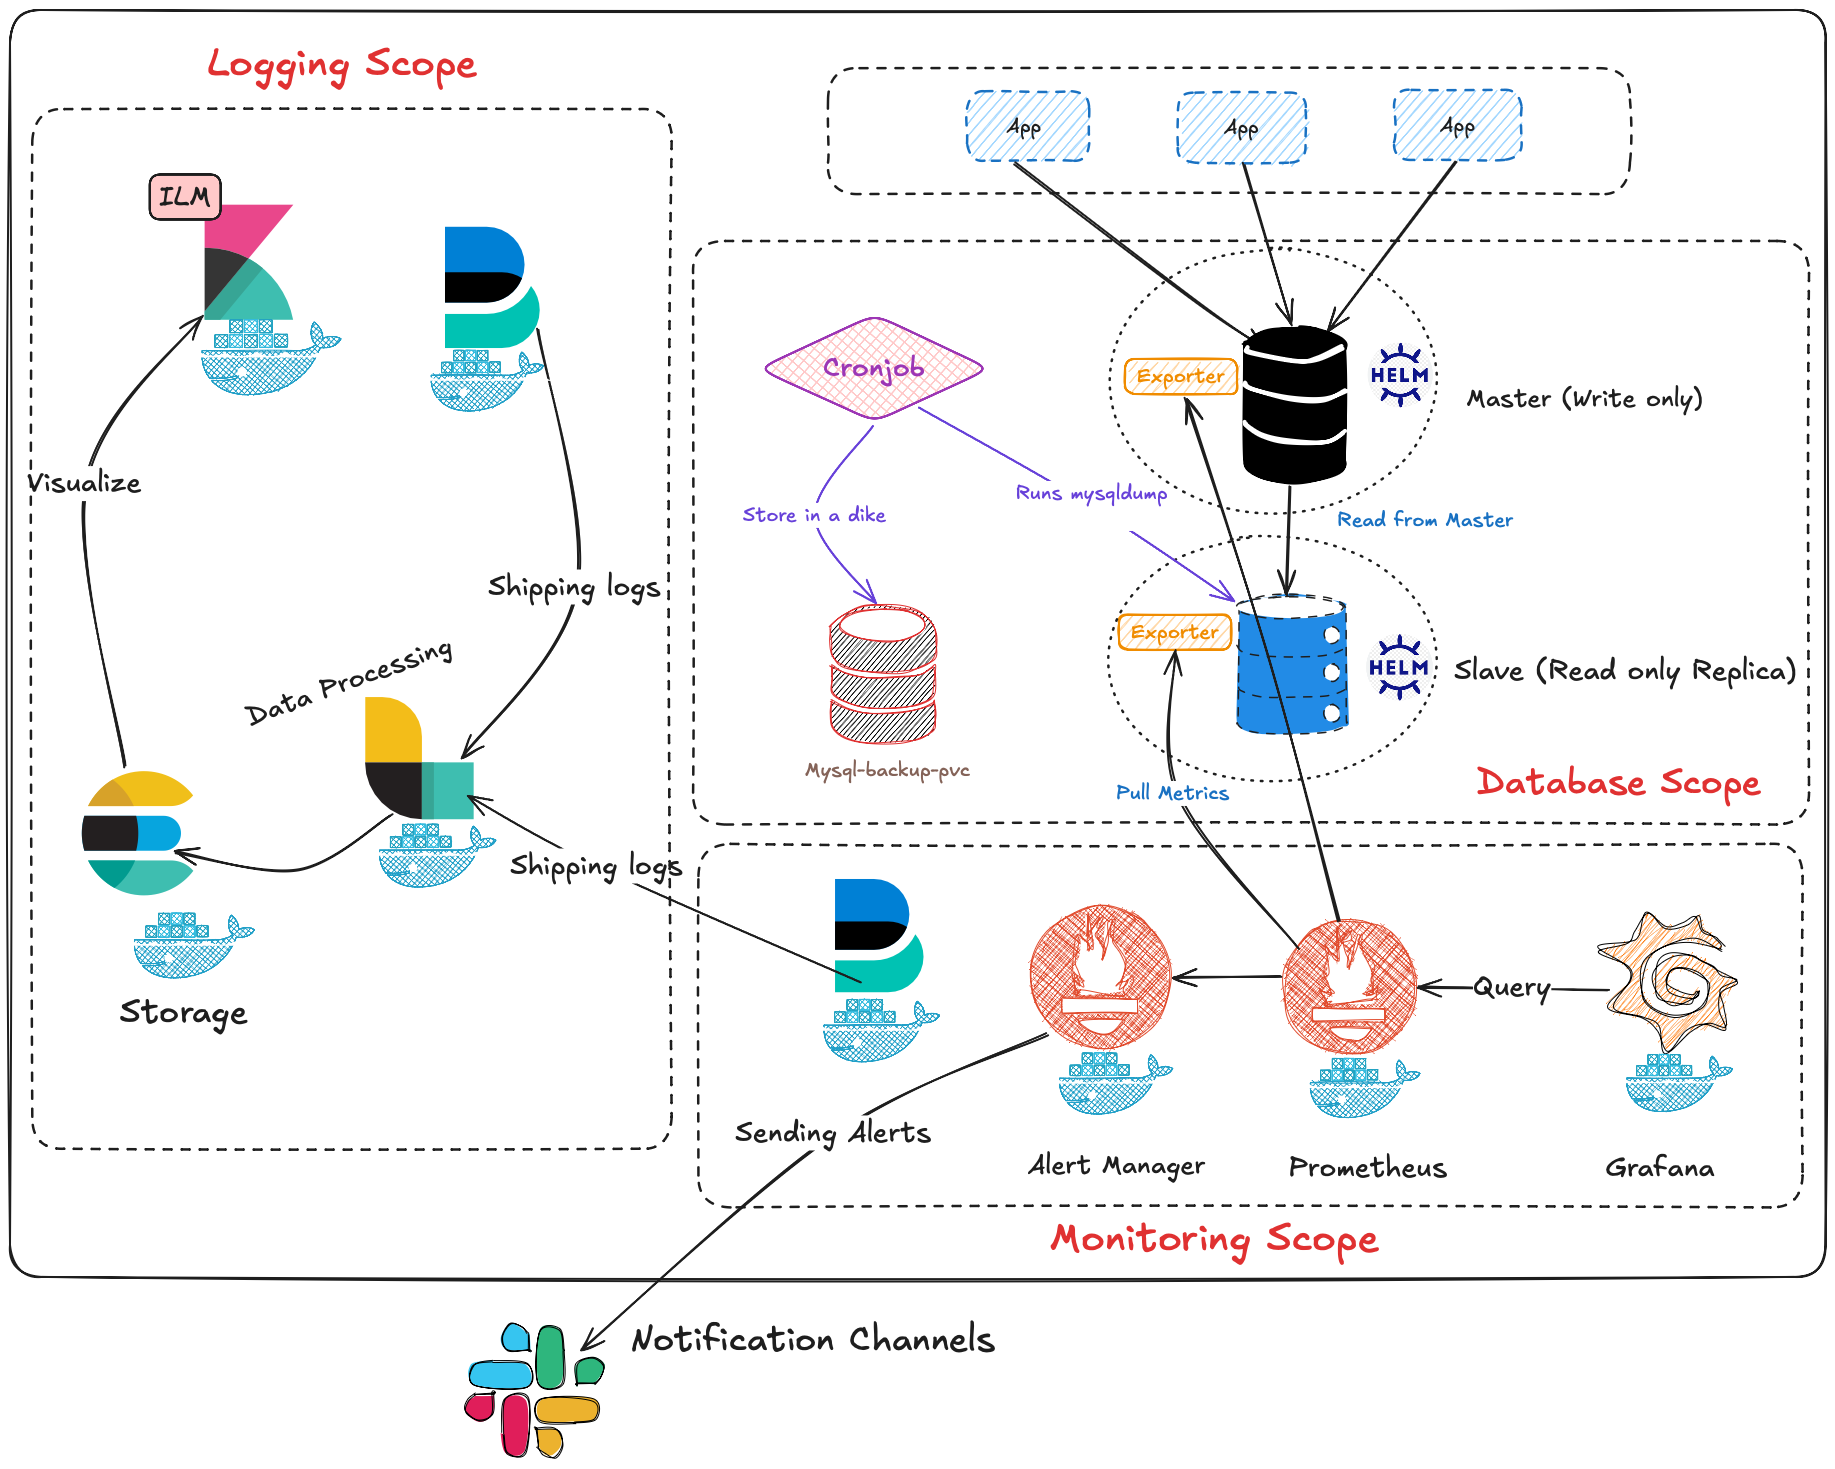 Logging Scope
App
App
App
ILM
Cronjob
Exporter
HELM
Master (Write only)
Visualize
Runs mysqldump
Store in a dike
Read from Master
Shipping logs
Exporter
HELM
Slave (Read only Replica)
Data Processing
Mysql-backup-pvc
Pull Metrics
Database Scope
Shipping logs
Query
Storage
Sending Alerts
Alert Manager
Prometheus
Grafana
Monitoring Scope
Notification Channels